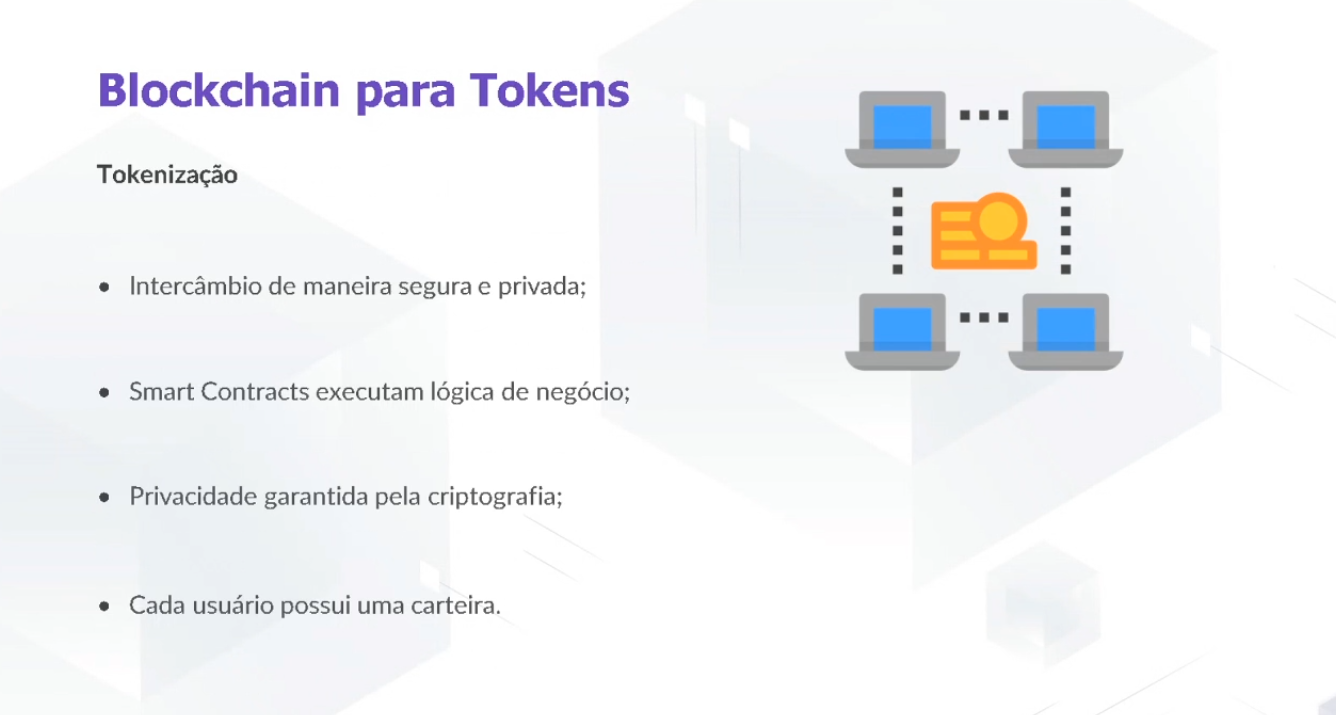 Blockchain para Tokens
Tokenização
• Intercâmbio de maneira segura e privada;
• Smart Contracts executam lógica de negócio;
• Privacidade garantida pela criptografia;
• Cada usuário possui uma carteira.